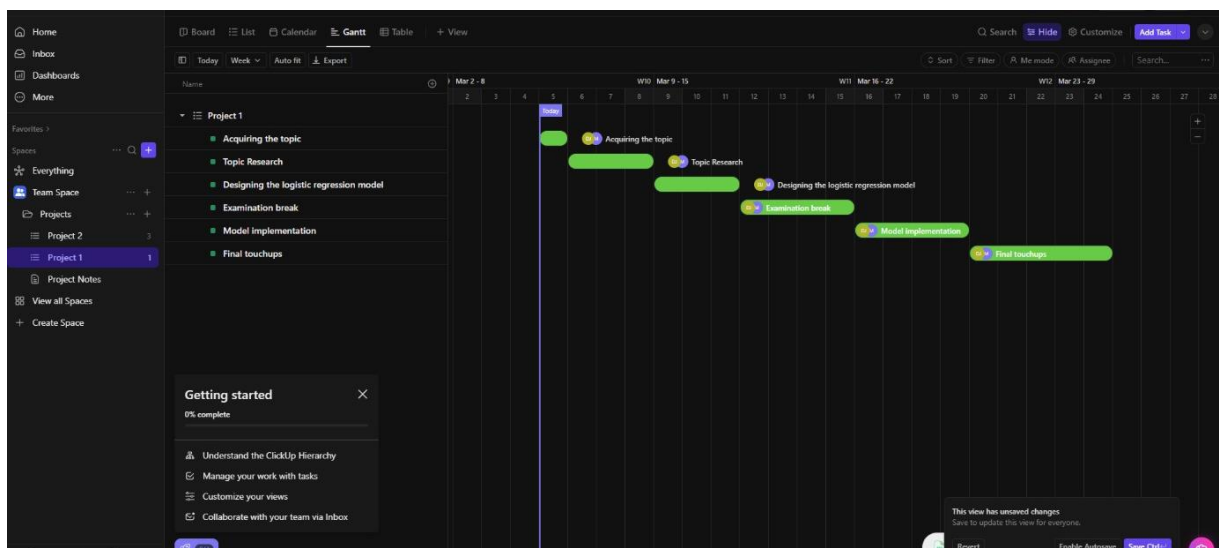 Home
Inbox
Dashboards
More
Favorites >
Spaces
Everything
Team Space
Projects
Project 2 3
Project 1 1
Project Notes
View all Spaces
+ Create Space
Board List Calendar Gantt Table + View
Search Hide Customize Add Task
Today Week Auto fit Export
Sort Filter Me mode Assignee Search...
Name
Mar 2 - 8 W10 Mar 9 - 15 W11 Mar 16 - 22 W12 Mar 23 - 29
2 3 4 5 6 7 8 9 10 11 12 13 14 15 16 17 18 19 20 21 22 23 24 25 26 27 28
Today
Project 1
Acquiring the topic Acquiring the topic
Topic Research Topic Research
Designing the logistic regression model Designing the logistic regression model
Examination break Examination break
Model implementation Model implementation
Final touchups Final touchups
Getting started
0% complete
Understand the ClickUp Hierarchy
Manage your work with tasks
Customize your views
Collaborate with your team via Inbox
This view has unsaved changes
Save to update this view for everyone.
Revert Enable Autosave Save